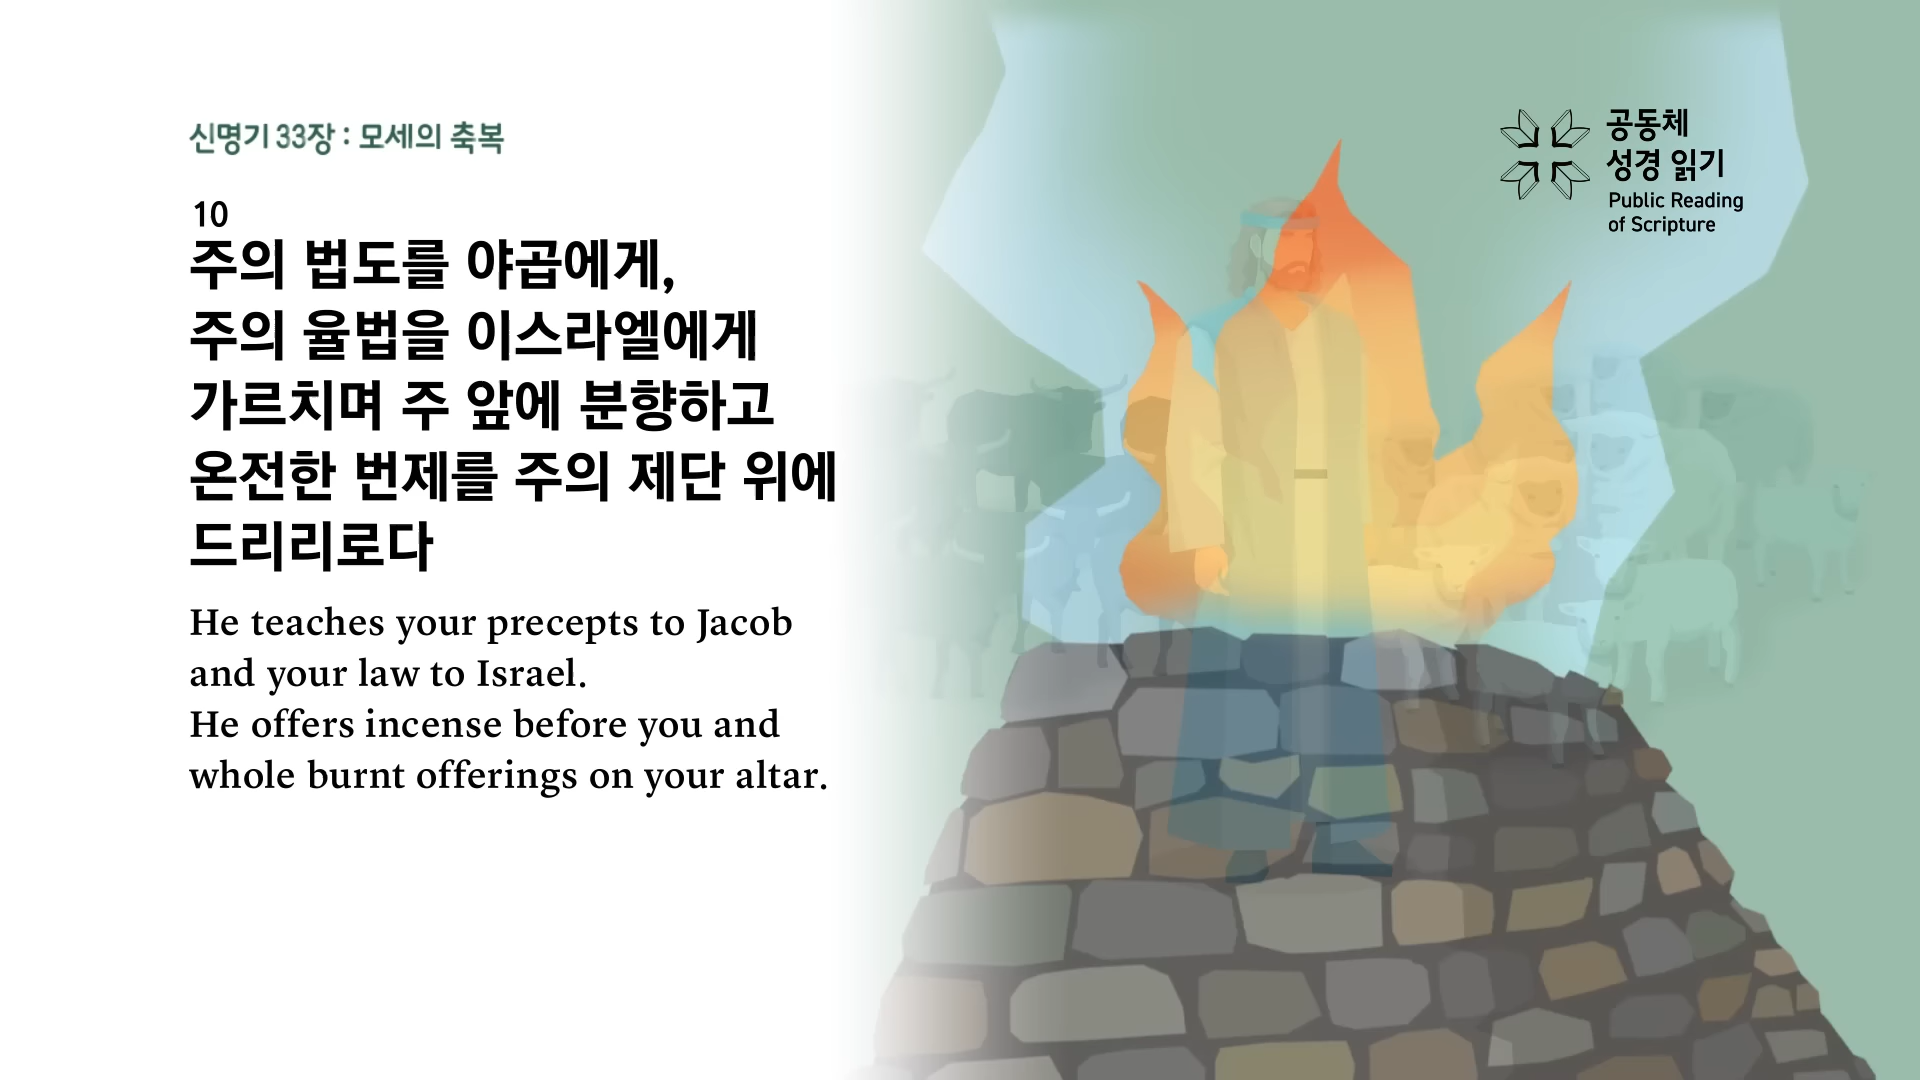 신명기 33장 : 모세의 축복
공동체
성경 읽기
Public Reading
of Scripture
10
주의 법도를 야곱에게,
주의 율법을 이스라엘에게
가르치며 주 앞에 분향하고
온전한 번제를 주의 제단 위에
드리리로다
He teaches your precepts to Jacob
and your law to Israel.
He offers incense before you and
whole burnt offerings on your altar.